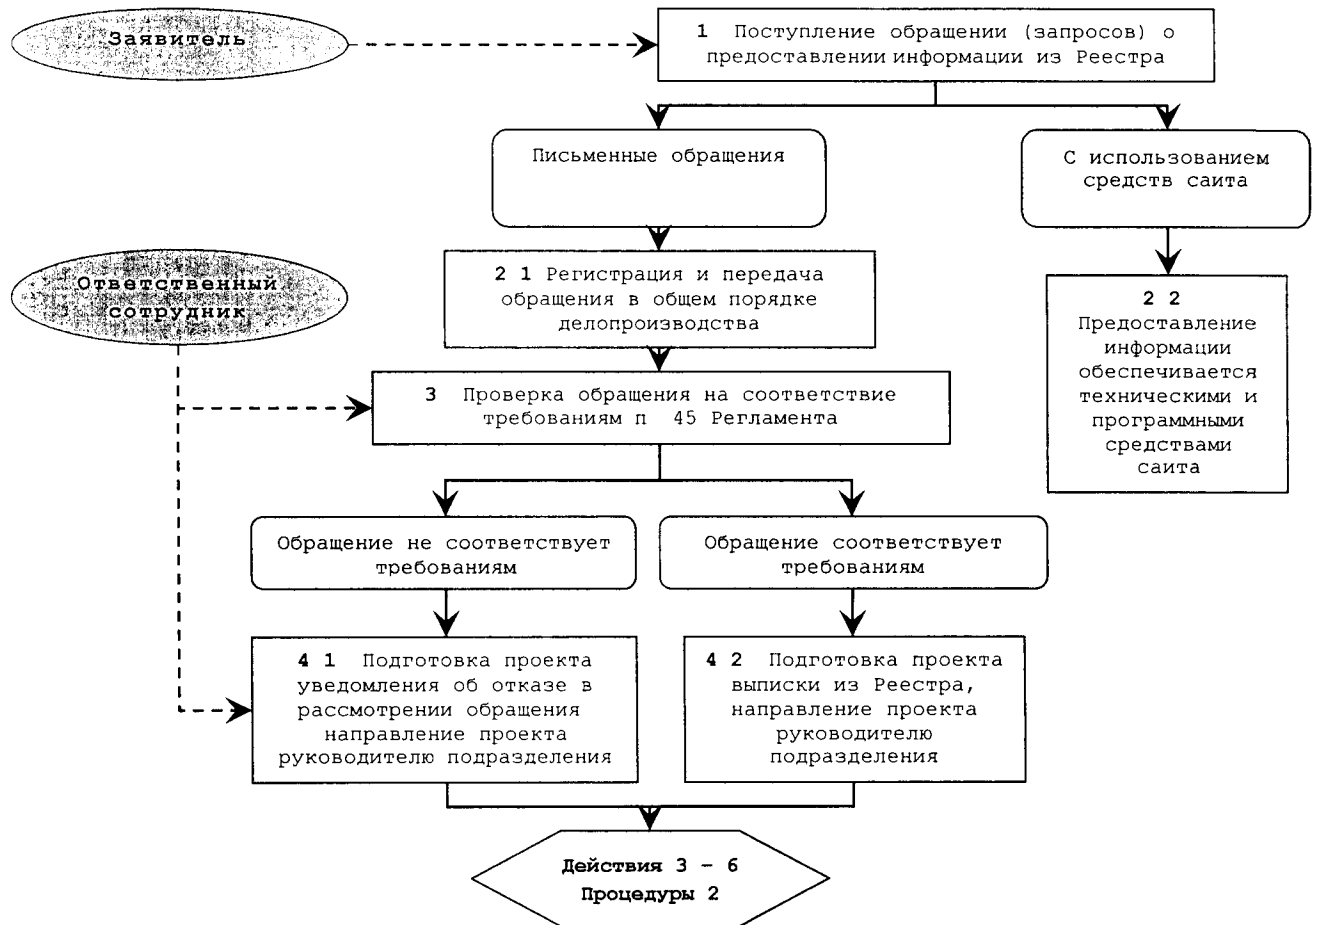 Заявитель
1 Поступление обращении (запросов) о
предоставлении информации из Реестра
Письменные обращения
С использованием
средств саита
Ответственный
сотрудник
2 1 Регистрация и передача
обращения в общем порядке
делопроизводства
2 2
Предоставление
информации
обеспечивается
техническими и
программными
средствами
саита
3 Проверка обращения на соответствие
требованиям п 45 Регламента
Обращение не соответствует
требованиям
Обращение соответствует
требованиям
4 1 Подготовка проекта
уведомления об отказе в
рассмотрении обращения
направление проекта
руководителю подразделения
4 2 Подготовка проекта
выписки из Реестра,
направление проекта
руководителю
подразделения
Действия 3 – 6
Процедуры 2